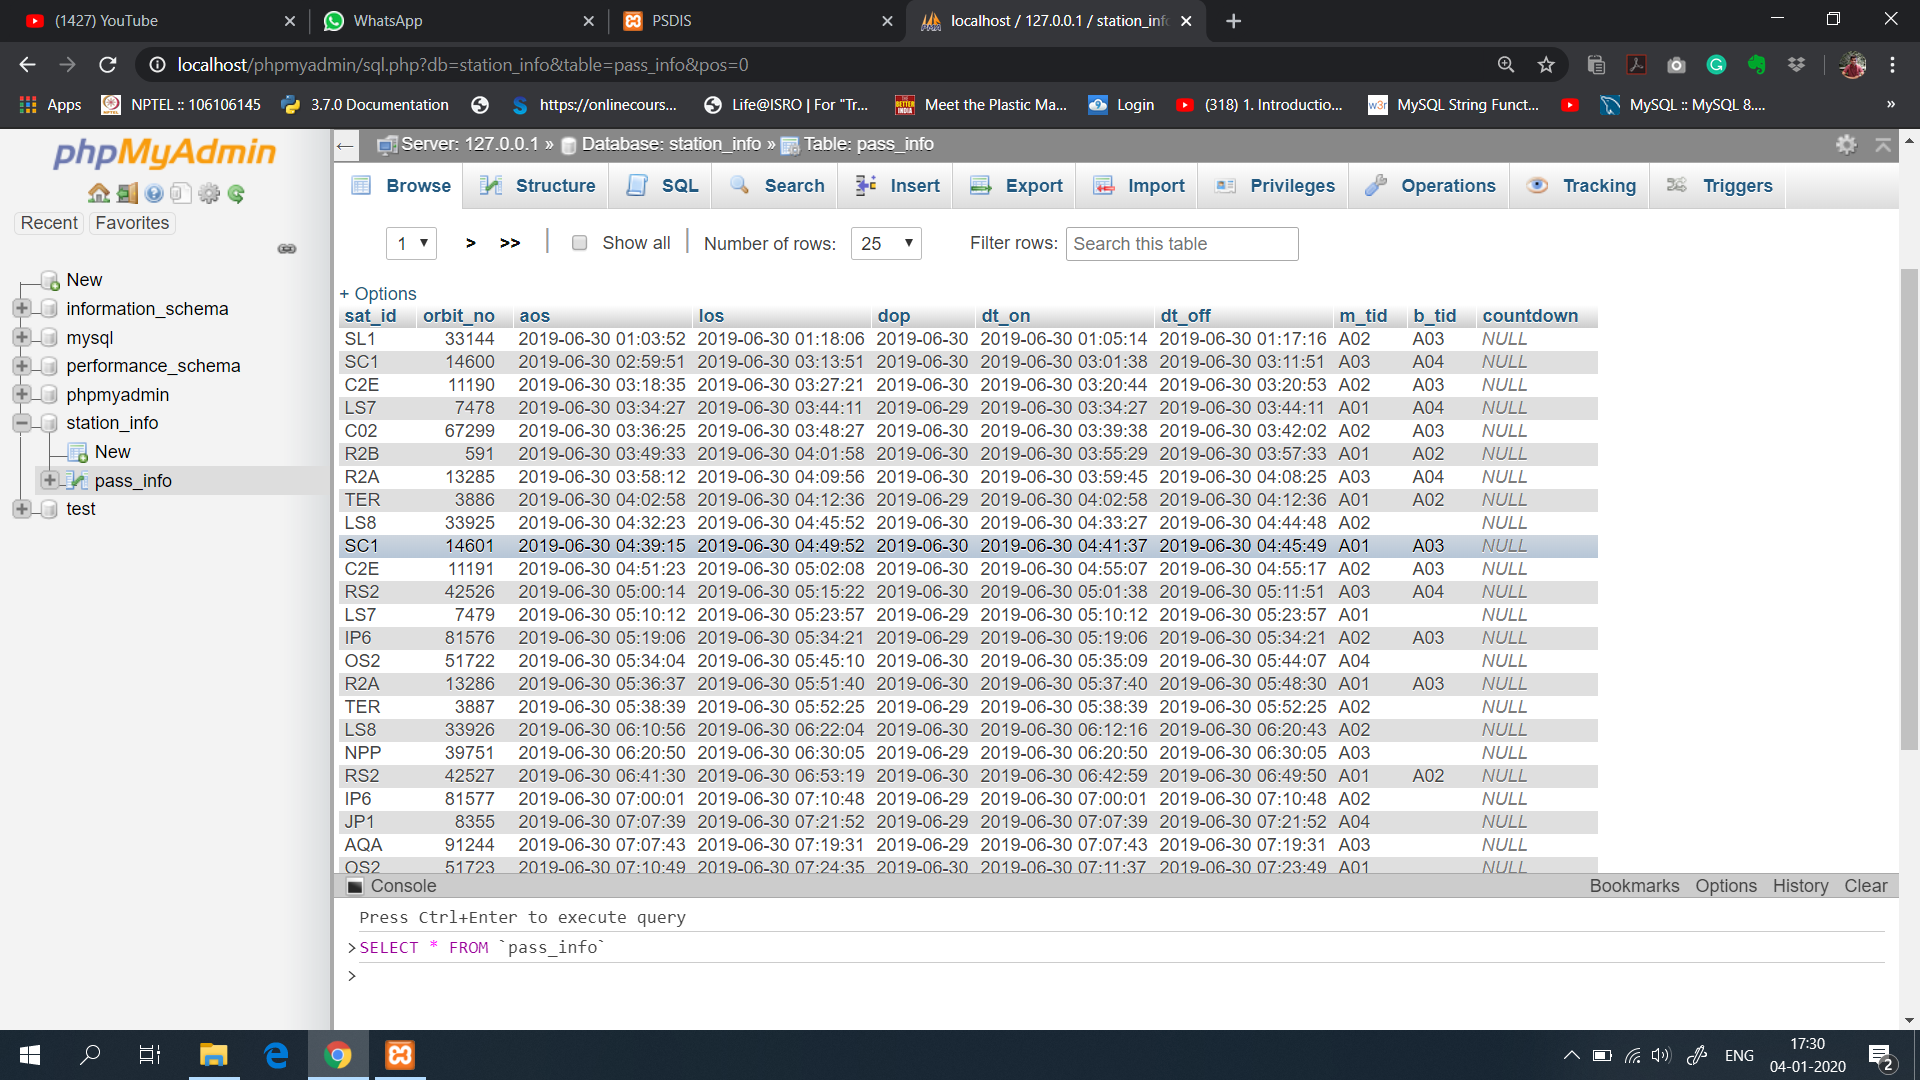 (1427) YouTube
WhatsApp
PSDIS
localhost / 127.0.0.1 / station_info
localhost/phpmyadmin/sql.php?db=station_info&table=pass_info&pos=0
Apps
NPTEL :: 106106145
3.7.0 Documentation
https://onlinecours...
Life@ISRO | For "Tr...
Meet the Plastic Ma...
Login
(318) 1. Introductio...
MySQL String Funct...
MySQL :: MySQL 8....
»
phpMyAdmin
Recent
Favorites
New
information_schema
mysql
performance_schema
phpmyadmin
station_info
New
pass_info
test
Server: 127.0.0.1 » Database: station_info » Table: pass_info
Browse Structure SQL Search Insert Export Import Privileges Operations Tracking Triggers
1 > >> Show all Number of rows: 25 Filter rows: Search this table
+ Options
sat_id orbit_no aos los dop dt_on dt_off m_tid b_tid countdown
SL1 33144 2019-06-30 01:03:52 2019-06-30 01:18:06 2019-06-30 2019-06-30 01:05:14 2019-06-30 01:17:16 A02 A03 NULL
SC1 14600 2019-06-30 02:59:51 2019-06-30 03:13:51 2019-06-30 2019-06-30 03:01:38 2019-06-30 03:11:51 A03 A04 NULL
C2E 11190 2019-06-30 03:18:35 2019-06-30 03:27:21 2019-06-30 2019-06-30 03:20:44 2019-06-30 03:20:53 A02 A03 NULL
LS7 7478 2019-06-30 03:34:27 2019-06-30 03:44:11 2019-06-29 2019-06-30 03:34:27 2019-06-30 03:44:11 A01 A04 NULL
C02 67299 2019-06-30 03:36:25 2019-06-30 03:48:27 2019-06-30 2019-06-30 03:39:38 2019-06-30 03:42:02 A02 A03 NULL
R2B 591 2019-06-30 03:49:33 2019-06-30 04:01:58 2019-06-30 2019-06-30 03:55:29 2019-06-30 03:57:33 A01 A02 NULL
R2A 13285 2019-06-30 03:58:12 2019-06-30 04:09:56 2019-06-30 2019-06-30 03:59:45 2019-06-30 04:08:25 A03 A04 NULL
TER 3886 2019-06-30 04:02:58 2019-06-30 04:12:36 2019-06-29 2019-06-30 04:02:58 2019-06-30 04:12:36 A01 A02 NULL
LS8 33925 2019-06-30 04:32:23 2019-06-30 04:45:52 2019-06-30 2019-06-30 04:33:27 2019-06-30 04:44:48 A02 NULL
SC1 14601 2019-06-30 04:39:15 2019-06-30 04:49:52 2019-06-30 2019-06-30 04:41:37 2019-06-30 04:45:49 A01 A03 NULL
C2E 11191 2019-06-30 04:51:23 2019-06-30 05:02:08 2019-06-30 2019-06-30 04:55:07 2019-06-30 04:55:17 A02 A03 NULL
RS2 42526 2019-06-30 05:00:14 2019-06-30 05:15:22 2019-06-30 2019-06-30 05:01:38 2019-06-30 05:11:51 A03 A04 NULL
LS7 7479 2019-06-30 05:10:12 2019-06-30 05:23:57 2019-06-29 2019-06-30 05:10:12 2019-06-30 05:23:57 A01 NULL
IP6 81576 2019-06-30 05:19:06 2019-06-30 05:34:21 2019-06-29 2019-06-30 05:19:06 2019-06-30 05:34:21 A02 A03 NULL
OS2 51722 2019-06-30 05:34:04 2019-06-30 05:45:10 2019-06-30 2019-06-30 05:35:09 2019-06-30 05:44:07 A04 NULL
R2A 13286 2019-06-30 05:36:37 2019-06-30 05:51:40 2019-06-30 2019-06-30 05:37:40 2019-06-30 05:48:30 A01 A03 NULL
TER 3887 2019-06-30 05:38:39 2019-06-30 05:52:25 2019-06-29 2019-06-30 05:38:39 2019-06-30 05:52:25 A02 NULL
LS8 33926 2019-06-30 06:10:56 2019-06-30 06:22:04 2019-06-30 2019-06-30 06:12:16 2019-06-30 06:20:43 A02 NULL
NPP 39751 2019-06-30 06:20:50 2019-06-30 06:30:05 2019-06-29 2019-06-30 06:20:50 2019-06-30 06:30:05 A03 NULL
RS2 42527 2019-06-30 06:41:30 2019-06-30 06:53:19 2019-06-30 2019-06-30 06:42:59 2019-06-30 06:49:50 A01 A02 NULL
IP6 81577 2019-06-30 07:00:01 2019-06-30 07:10:48 2019-06-29 2019-06-30 07:00:01 2019-06-30 07:10:48 A02 NULL
JP1 8355 2019-06-30 07:07:39 2019-06-30 07:21:52 2019-06-29 2019-06-30 07:07:39 2019-06-30 07:21:52 A04 NULL
AQA 91244 2019-06-30 07:07:43 2019-06-30 07:19:31 2019-06-29 2019-06-30 07:07:43 2019-06-30 07:19:31 A03 NULL
OS2 51723 2019-06-30 07:10:49 2019-06-30 07:24:35 2019-06-30 2019-06-30 07:11:37 2019-06-30 07:23:49 A01 NULL
Console Bookmarks Options History Clear
Press Ctrl+Enter to execute query
>SELECT * FROM `pass_info`
>
ENG
17:30
04-01-2020
2